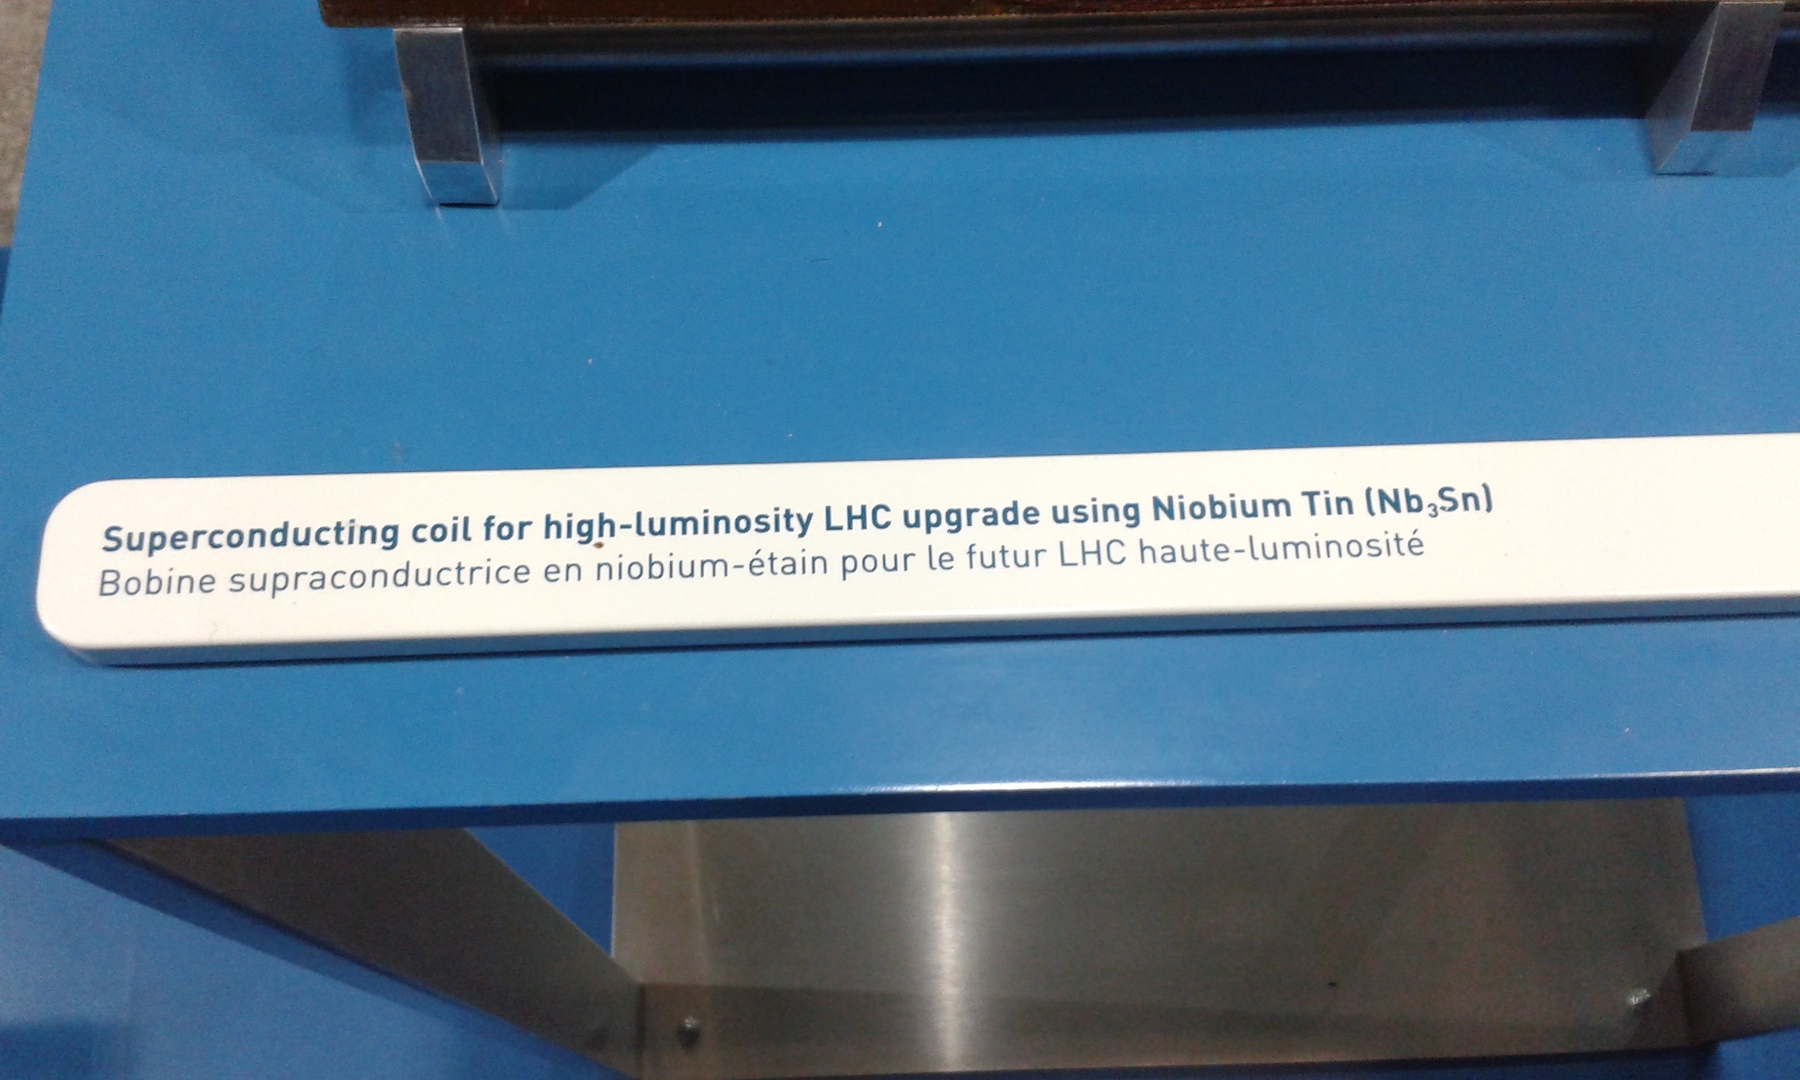 Superconducting coil for high-luminosity LHC upgrade using Niobium Tin (Nb₃Sn)
Bobine supraconductrice en niobium-étain pour le futur LHC haute-luminosité